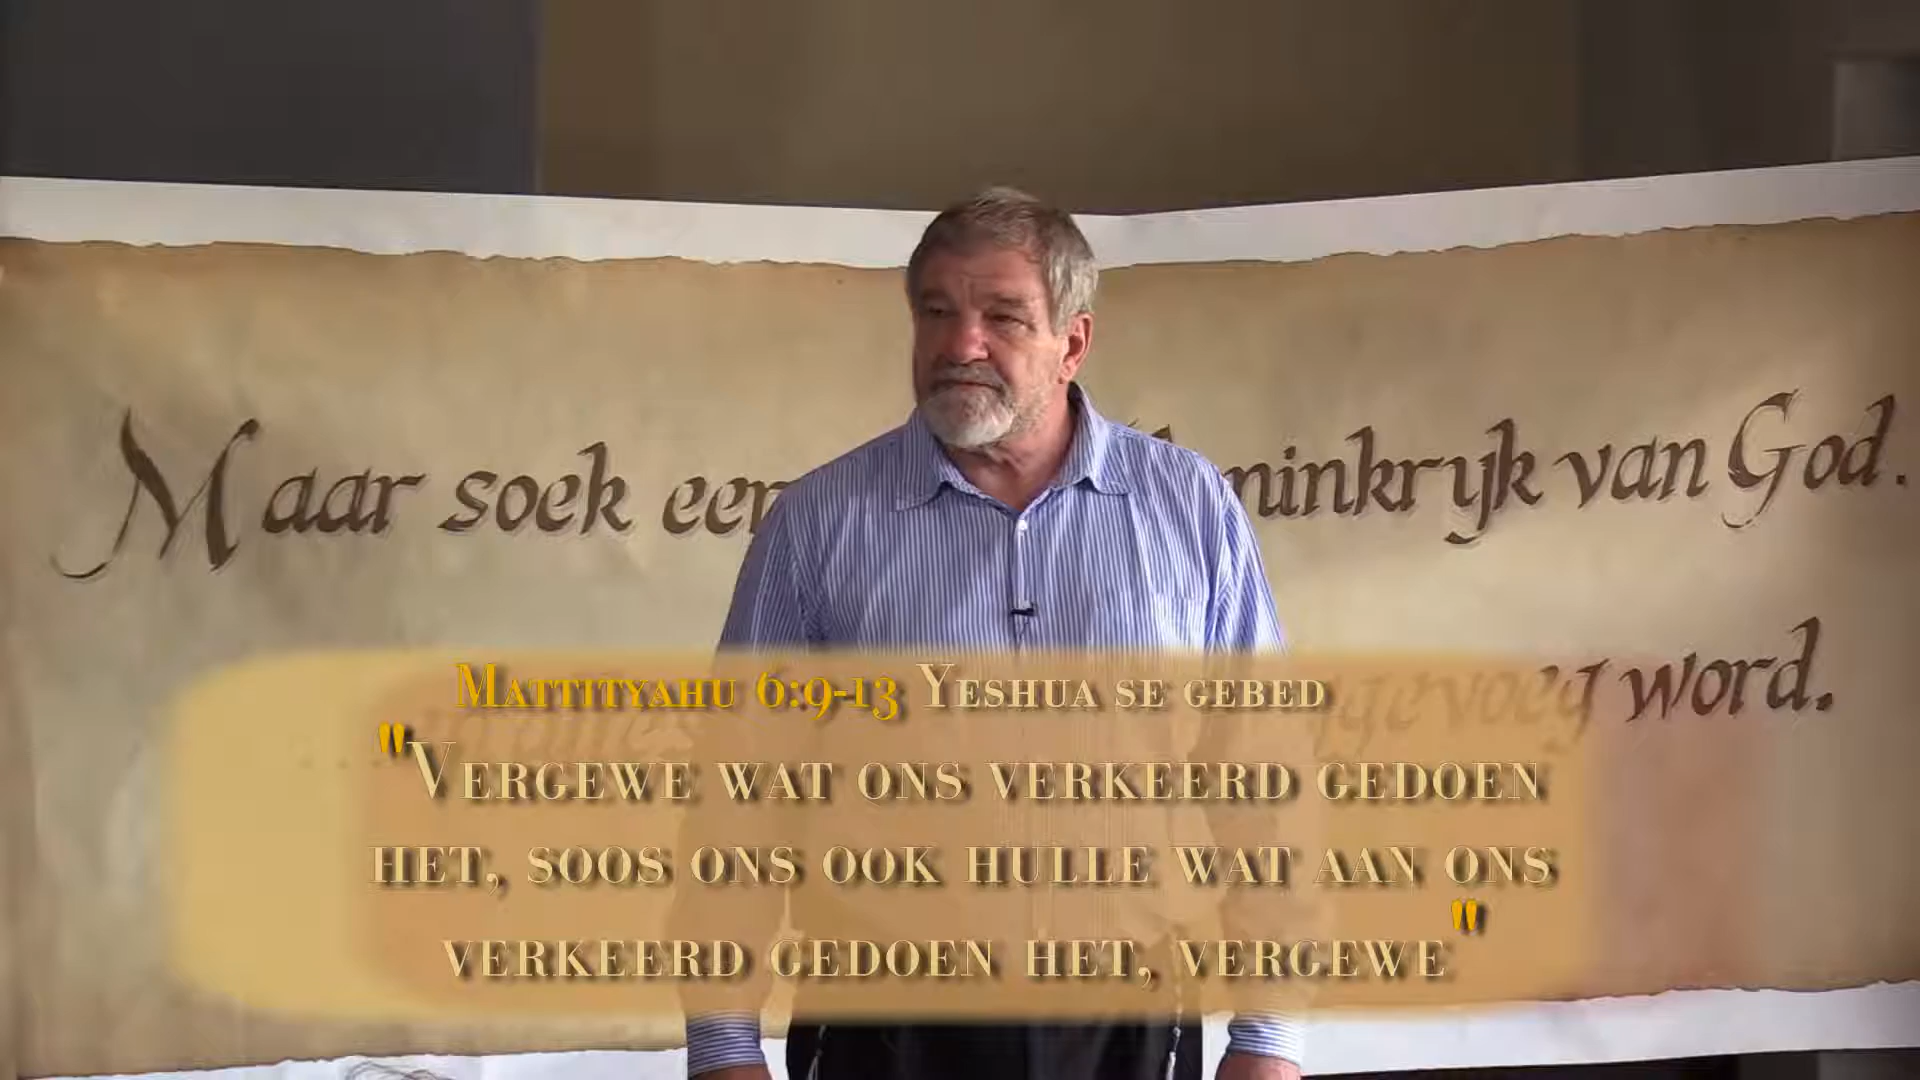 Maar soek eer ninkryk van God.
gevoeg word.
Mattityahu 6:9-13 Yeshua se gebed
"Vergewe wat ons verkeerd gedoen
het, soos ons ook hulle wat aan ons
verkeerd gedoen het, vergewe"